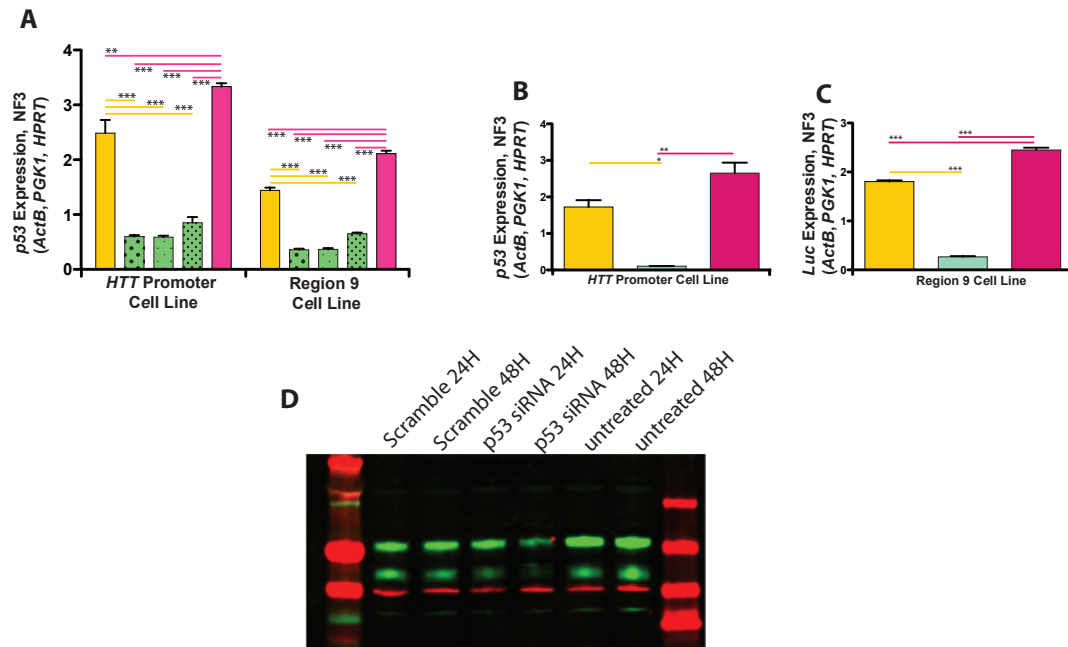 A
p53 Expression, NF3
(ActB, PGK1, HPRT)
4
3
2
1
0
**
***
***
***
***
***
***
***
***
***
***
***
***
***
HTT Promoter
Cell Line
Region 9
Cell Line
B
p53 Expression, NF3
(ActB, PGK1, HPRT)
4
3
2
1
0
**
*
HTT Promoter Cell Line
C
Luc Expression, NF3
(ActB, PGK1, HPRT)
3
2
1
0
***
***
***
Region 9 Cell Line
D
Scramble 24H
Scramble 48H
p53 siRNA 24H
p53 siRNA 48H
untreated 24H
untreated 48H